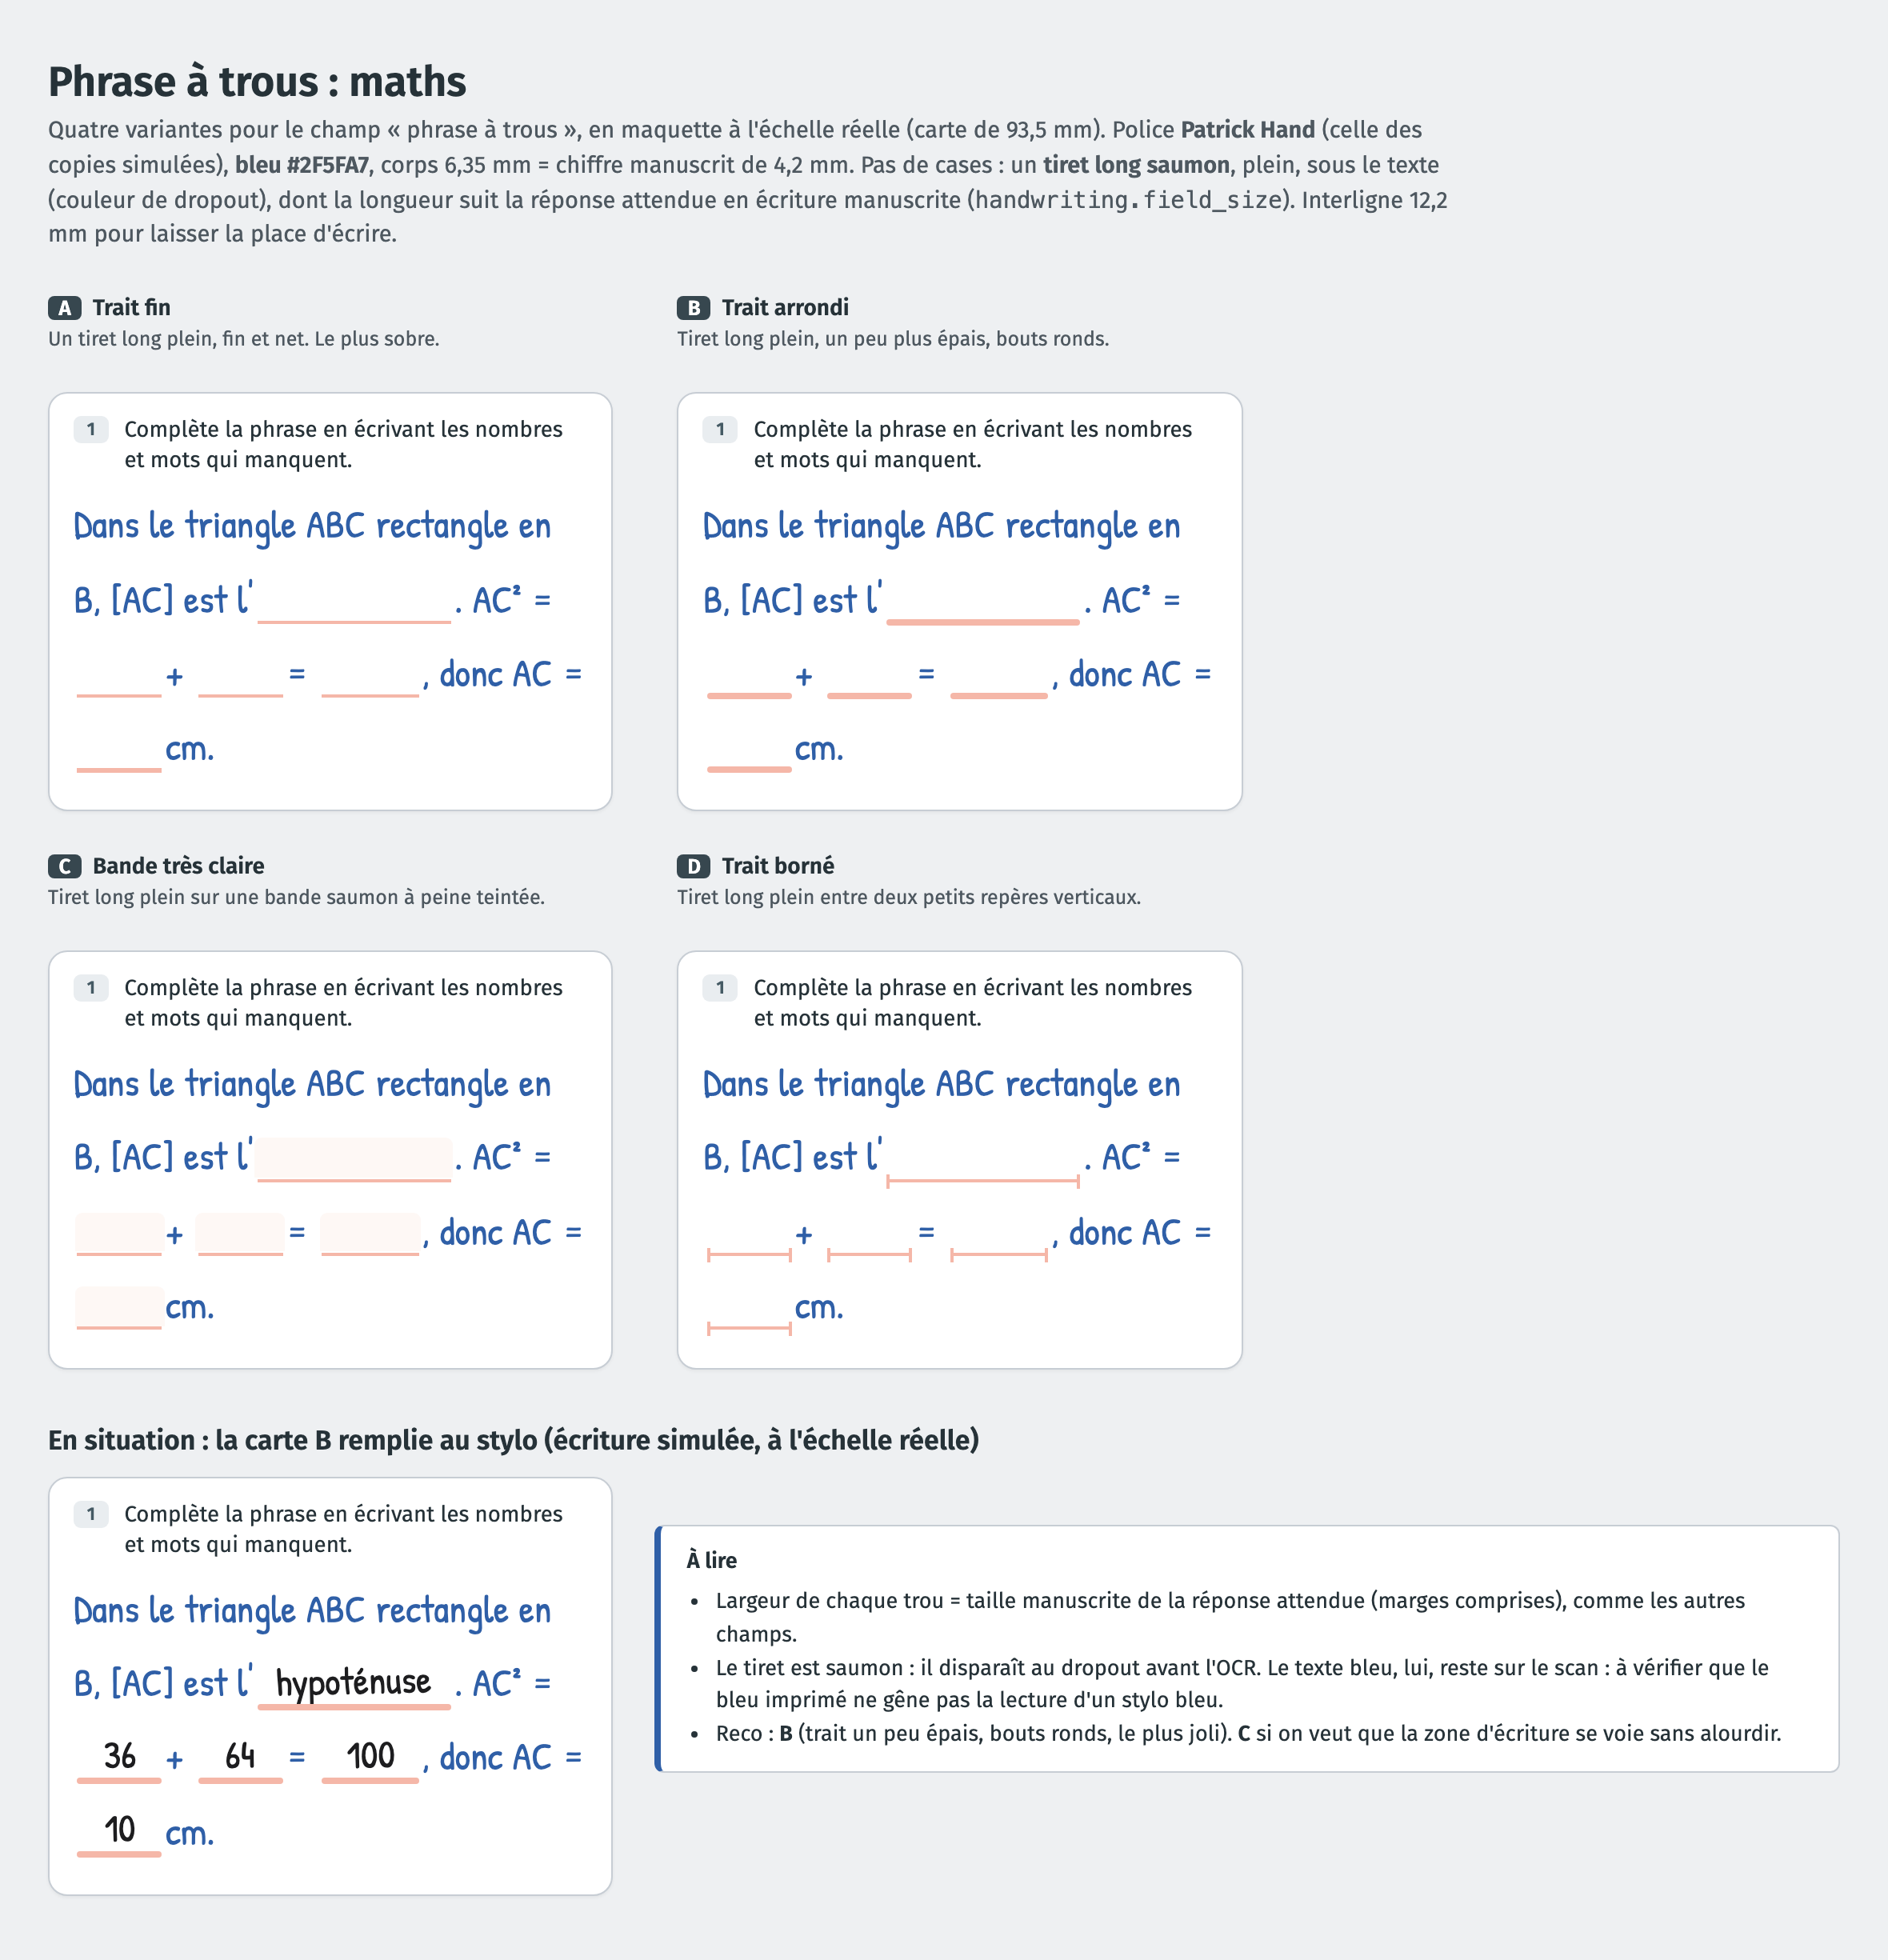 Phrase à trous : maths
Quatre variantes pour le champ « phrase à trous », en maquette à l'échelle réelle (carte de 93,5 mm). Police Patrick Hand (celle des
copies simulées), bleu #2F5FA7, corps 6,35 mm = chiffre manuscrit de 4,2 mm. Pas de cases : un tiret long saumon, plein, sous le texte
(couleur de dropout), dont la longueur suit la réponse attendue en écriture manuscrite (handwriting.field_size). Interligne 12,2
mm pour laisser la place d'écrire.
A Trait fin
Un tiret long plein, fin et net. Le plus sobre.
1 Complète la phrase en écrivant les nombres
et mots qui manquent.
Dans le triangle ABC rectangle en
B, [AC] est l' . AC² =
+ = , donc AC =
cm.
B Trait arrondi
Tiret long plein, un peu plus épais, bouts ronds.
1 Complète la phrase en écrivant les nombres
et mots qui manquent.
Dans le triangle ABC rectangle en
B, [AC] est l' . AC² =
+ = , donc AC =
cm.
C Bande très claire
Tiret long plein sur une bande saumon à peine teintée.
1 Complète la phrase en écrivant les nombres
et mots qui manquent.
Dans le triangle ABC rectangle en
B, [AC] est l' . AC² =
+ = , donc AC =
cm.
D Trait borné
Tiret long plein entre deux petits repères verticaux.
1 Complète la phrase en écrivant les nombres
et mots qui manquent.
Dans le triangle ABC rectangle en
B, [AC] est l' . AC² =
+ = , donc AC =
cm.
En situation : la carte B remplie au stylo (écriture simulée, à l'échelle réelle)
1 Complète la phrase en écrivant les nombres
et mots qui manquent.
Dans le triangle ABC rectangle en
B, [AC] est l' hypoténuse . AC² =
36 + 64 = 100 , donc AC =
10 cm.
À lire
• Largeur de chaque trou = taille manuscrite de la réponse attendue (marges comprises), comme les autres
champs.
• Le tiret est saumon : il disparaît au dropout avant l'OCR. Le texte bleu, lui, reste sur le scan : à vérifier que le
bleu imprimé ne gêne pas la lecture d'un stylo bleu.
• Reco : B (trait un peu épais, bouts ronds, le plus joli). C si on veut que la zone d'écriture se voie sans alourdir.